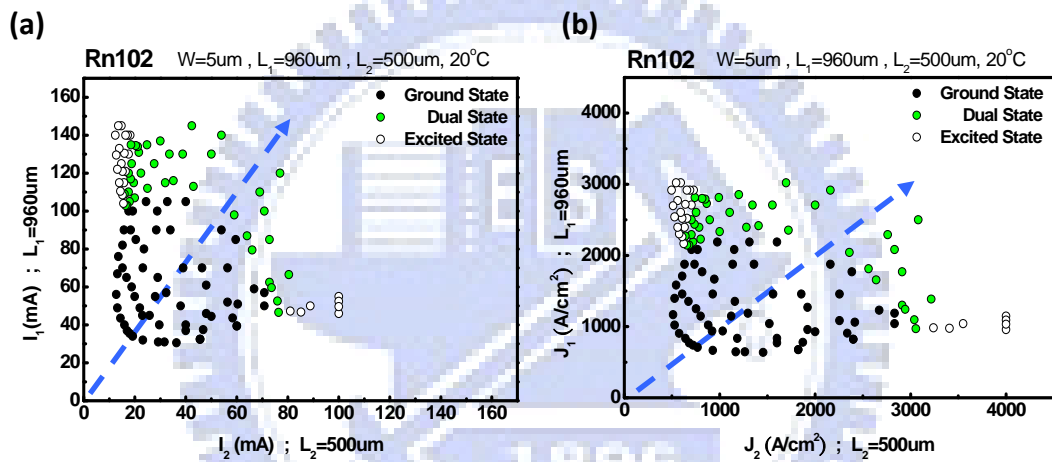 (a)
(b)
Rn102 W=5um , L₁=960um , L₂=500um, 20°C
Ground State
Dual State
Excited State
I₁(mA) ; L₁=960um
160
140
120
100
80
60
40
20
0
0 20 40 60 80 100 120 140 160
I₂ (mA) ; L₂=500um
Rn102 W=5um , L₁=960um , L₂=500um, 20°C
Ground State
Dual State
Excited State
J₁ (A/cm²) ; L₁=960um
4000
3000
2000
1000
0
0 1000 2000 3000 4000
J₂ (A/cm²) ; L₂=500um